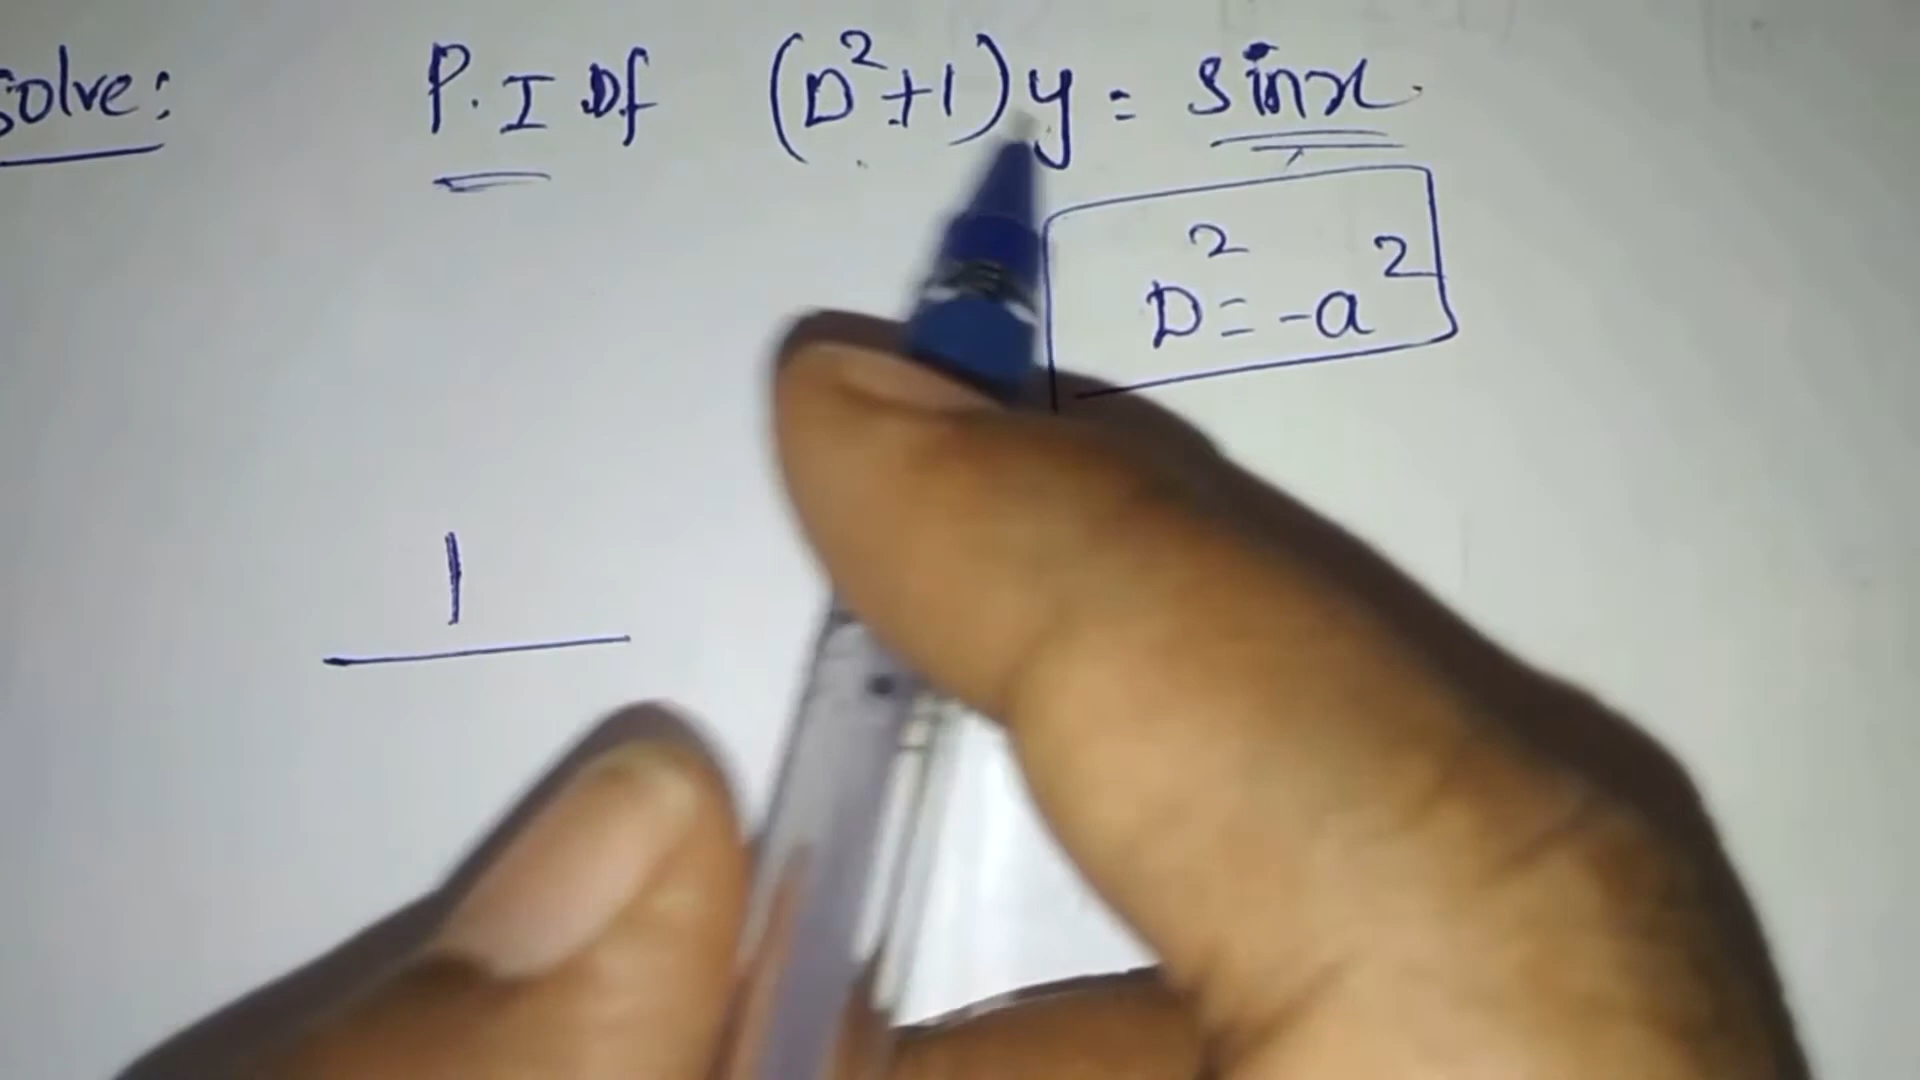 Solve: P.I Of (D²+1)y = sinx
D² = -a²
1